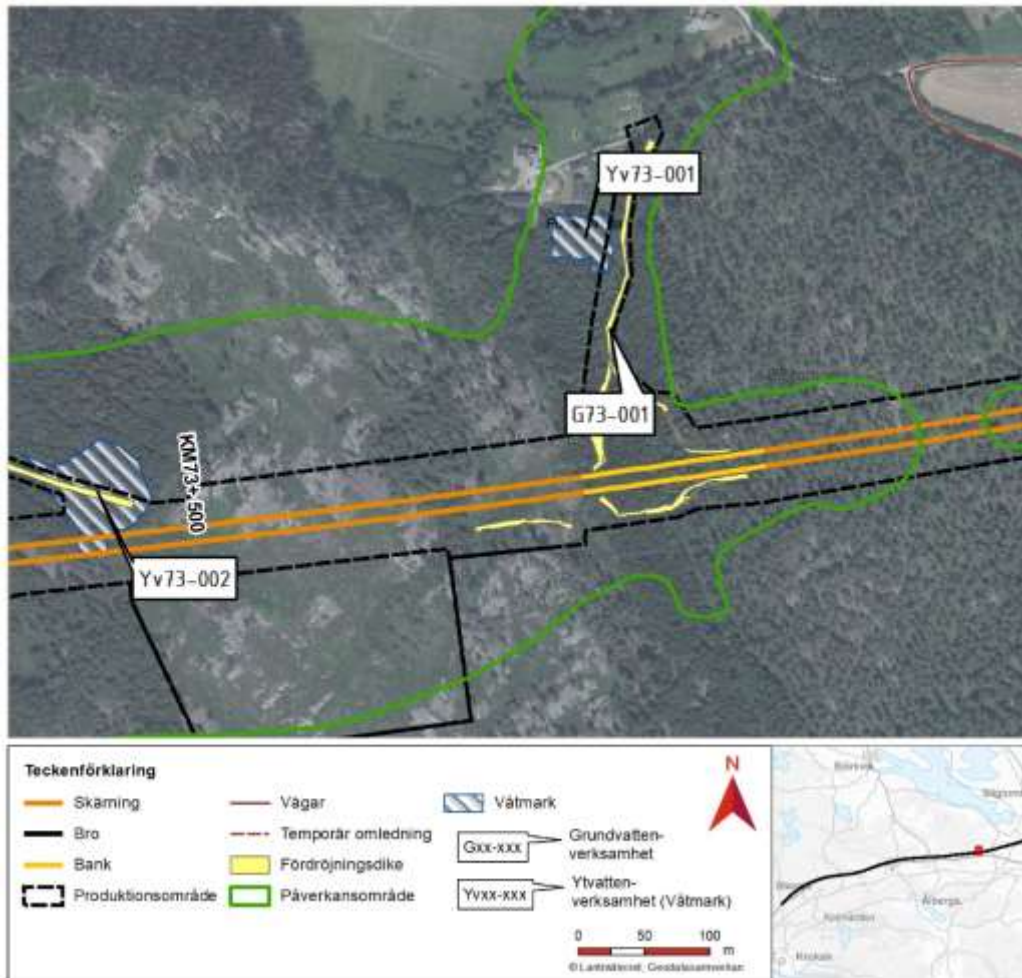 Yv73-001
G73-001
KM73+500
Yv73-002
Teckenförklaring
Skärning
Bro
Bank
Produktionsområde
Vägar
Temporär omledning
Fördröjningsdike
Påverkansområde
Våtmark
Gxx-xxx
Grundvatten-
verksamhet
Yvxx-xxx
Ytvatten-
verksamhet (Våtmark)
N
0 50 100
m
© Lantmäteriet, Geodatasamverkan
Ålberga